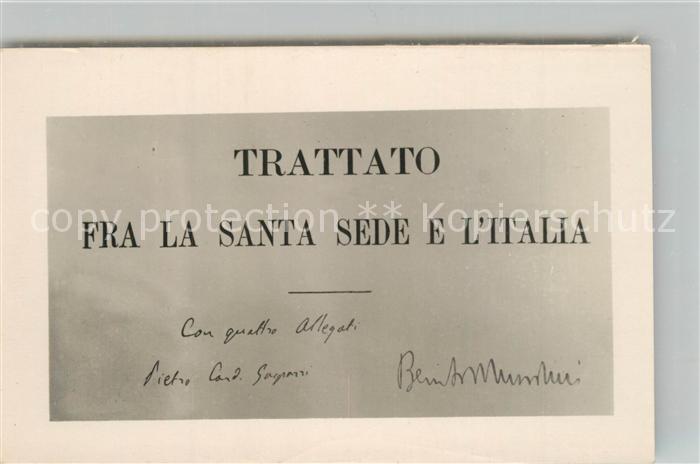 TRATTATO
copy protection ** Kopierschutz
FRA LA SANTA SEDE E L'ITALIA
Con quattro Allegati
Pietro Card. Gasparri
Benito Mussolini